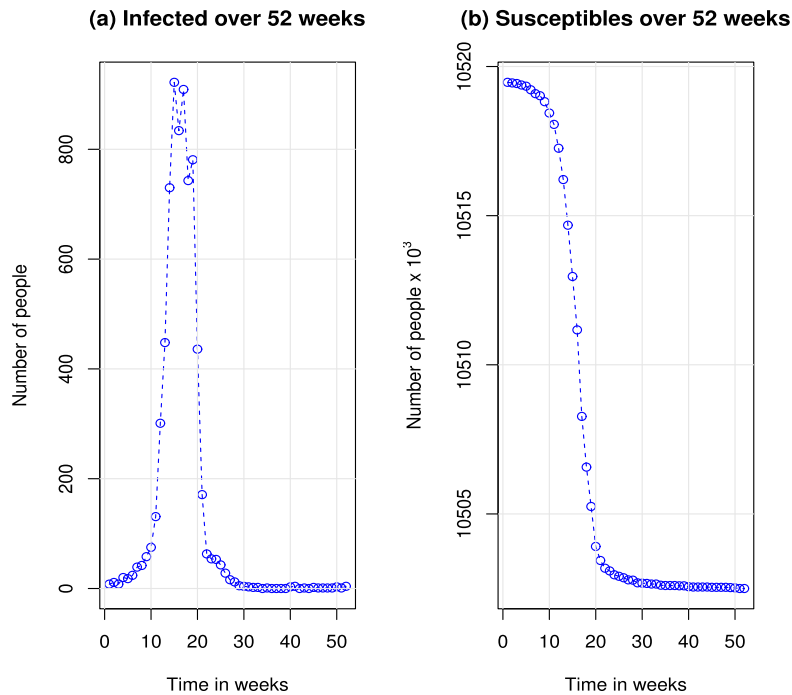 (a) Infected over 52 weeks
Number of people
800
600
400
200
0
0 10 20 30 40 50
Time in weeks
(b) Susceptibles over 52 weeks
Number of people x 10³
10520
10515
10510
10505
0 10 20 30 40 50
Time in weeks